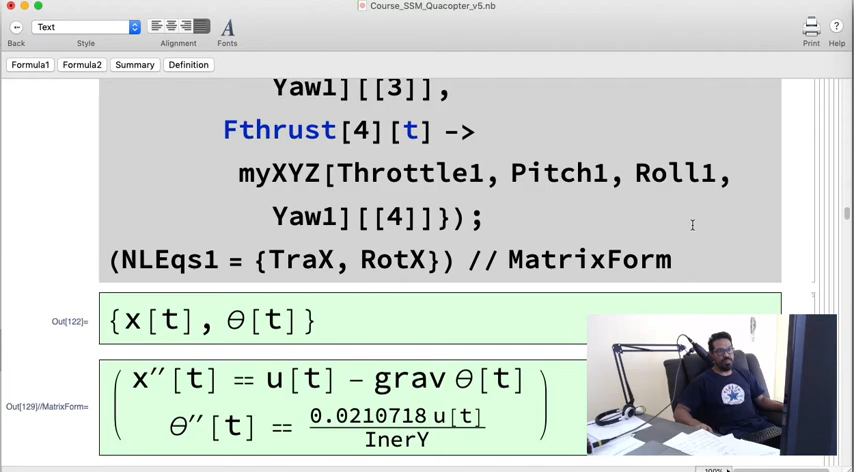 Course_SSM_Quacopter_v5.nb
Text
Back
Style
Alignment
Fonts
Print
Help
Formula1
Formula2
Summary
Definition
Yaw1][[3]],
Fthrust[4][t] ->
myXYZ[Throttle1, Pitch1, Roll1,
Yaw1][[4]]});
(NLEqs1 = {TraX, RotX}) // MatrixForm
Out[122]=
{x[t], θ[t]}
Out[129]//MatrixForm=
x′′[t] == u[t] - grav θ[t]
θ′′[t] == 0.0210718 u[t]
InerY
100%